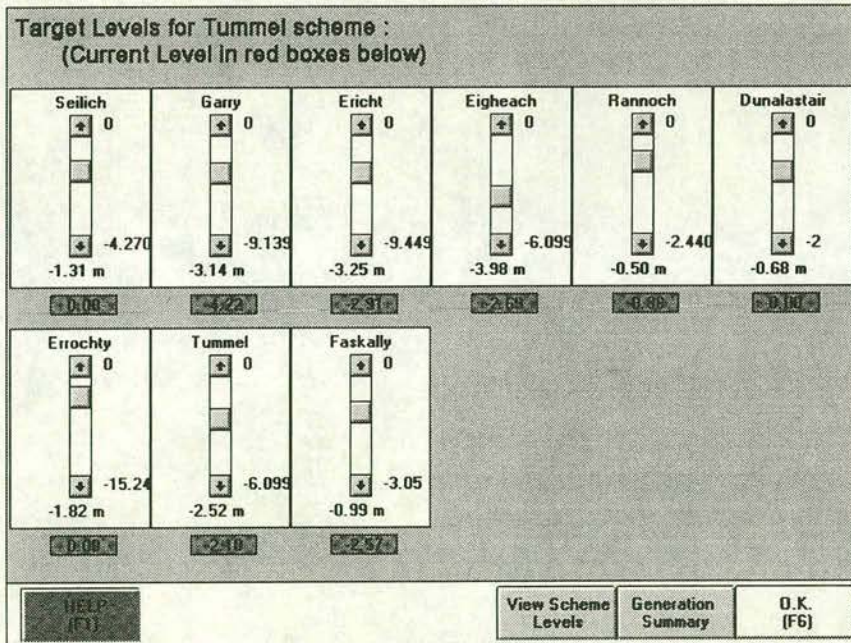 Target Levels for Tummel scheme :
(Current Level in red boxes below)
Seilich Garry Ericht Eigheach Rannoch Dunalastair
0 0 0 0 0 0
-4.270 -9.139 -9.449 -6.099 -2.440 -2
-1.31 m -3.14 m -3.25 m -3.98 m -0.50 m -0.68 m
Errochty Tummel Faskally
0 0 0
-15.24 -6.099 -3.05
-1.82 m -2.52 m -0.99 m
HELP View Scheme Generation O.K.
(F1) Levels Summary (F6)